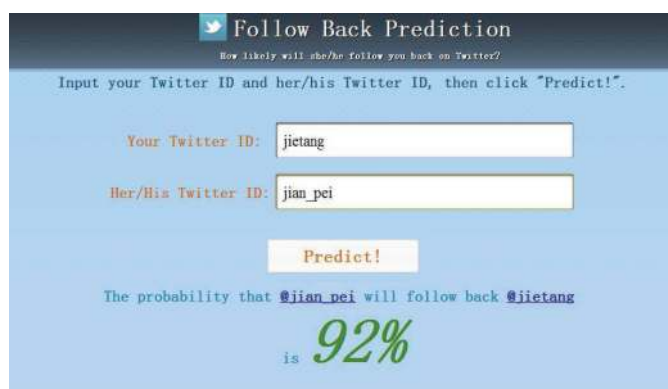 Follow Back Prediction
How likely will she/he follow you back on Twitter?
Input your Twitter ID and her/his Twitter ID, then click "Predict!".
Your Twitter ID: jietang
Her/His Twitter ID: jian_pei
Predict!
The probability that @jian_pei will follow back @jietang
is 92%